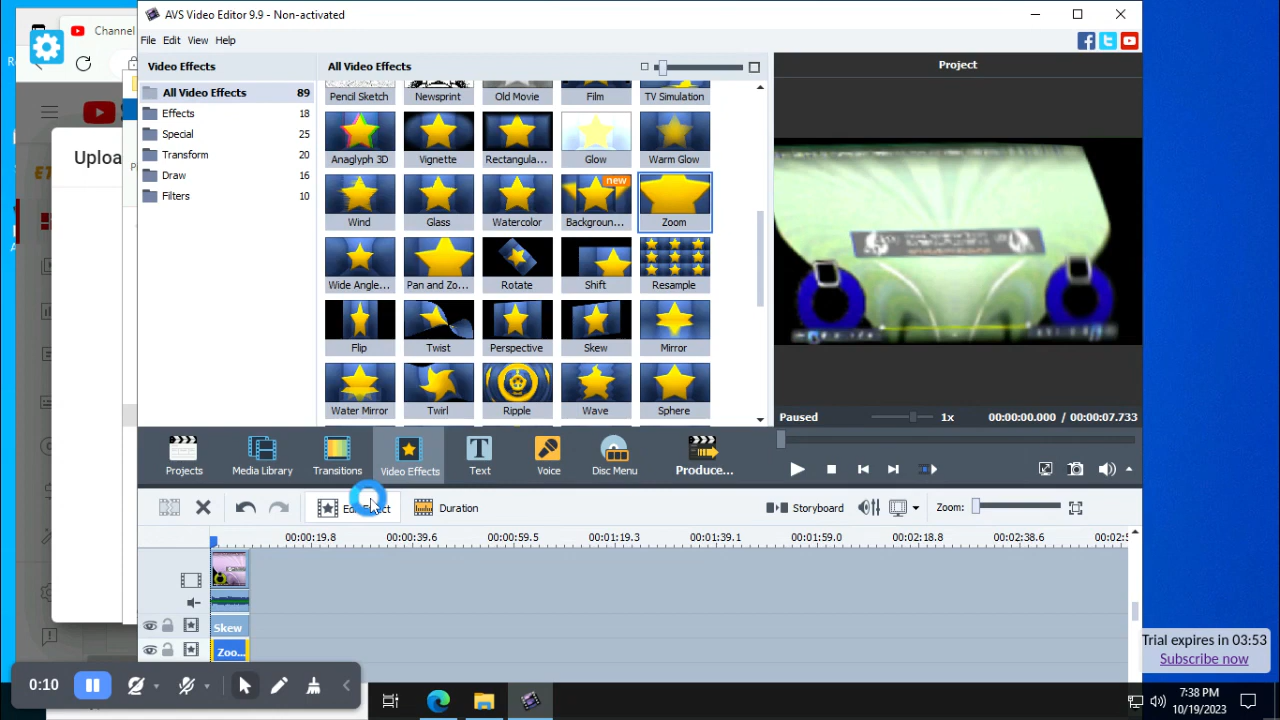 Channel
AVS Video Editor 9.9 - Non-activated
File Edit View Help
Video Effects
All Video Effects
Project
All Video Effects 89
Effects 18
Special 25
Transform 20
Draw 16
Filters 10
Pencil Sketch Newsprint Old Movie Film TV Simulation
Anaglyph 3D Vignette Rectangula... Glow Warm Glow
new
Wind Glass Watercolor Backgroun... Zoom
Wide Angle... Pan and Zo... Rotate Shift Resample
Flip Twist Perspective Skew Mirror
Water Mirror Twirl Ripple Wave Sphere
Uploa
Paused 1x 00:00:00.000 / 00:00:07.733
Projects Media Library Transitions Video Effects Text Voice Disc Menu Produce...
Duration Storyboard Zoom:
00:00:19.8 00:00:39.6 00:00:59.5 00:01:19.3 00:01:39.1 00:01:59.0 00:02:18.8 00:02:38.6 00:02:5
Skew
Zoo...
Trial expires in 03:53
Subscribe now
0:10
7:38 PM
10/19/2023